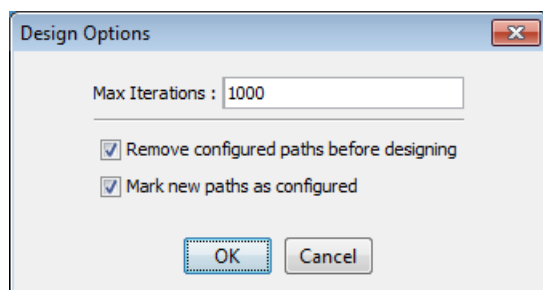 Design Options
Max Iterations : 1000
Remove configured paths before designing
Mark new paths as configured
OK Cancel